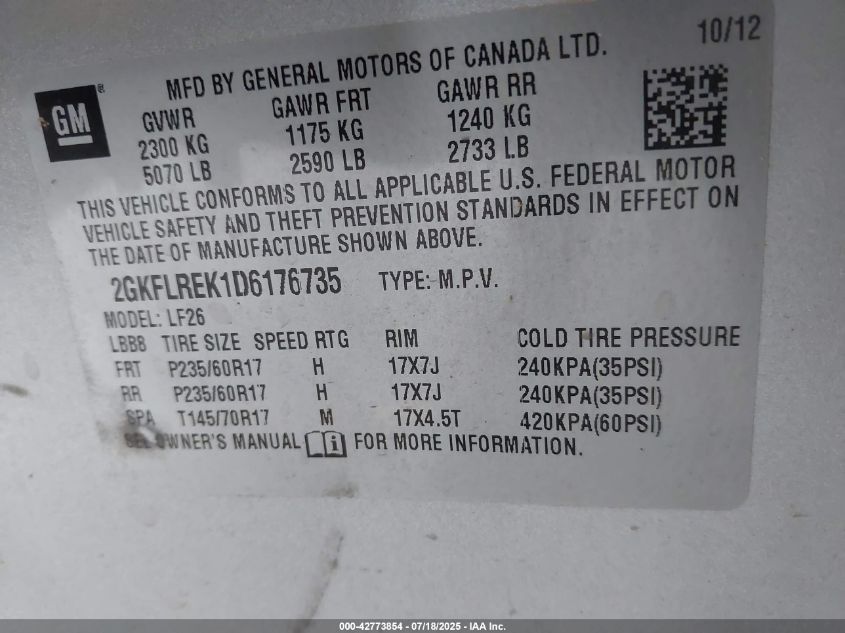 10/12
MFD BY GENERAL MOTORS OF CANADA LTD.
GM
GVWR GAWR FRT GAWR RR
2300 KG 1175 KG 1240 KG
5070 LB 2590 LB 2733 LB
THIS VEHICLE CONFORMS TO ALL APPLICABLE U.S. FEDERAL MOTOR
VEHICLE SAFETY AND THEFT PREVENTION STANDARDS IN EFFECT ON
THE DATE OF MANUFACTURE SHOWN ABOVE.
2GKFLREK1D6176735 TYPE: M.P.V.
MODEL: LF26
LBB8 TIRE SIZE SPEED RTG RIM COLD TIRE PRESSURE
FRT P235/60R17 H 17X7J 240KPA(35PSI)
RR P235/60R17 H 17X7J 240KPA(35PSI)
SPA T145/70R17 M 17X4.5T 420KPA(60PSI)
SEE OWNER'S MANUAL FOR MORE INFORMATION.
000-42773854 - 07/18/2025 - IAA Inc.